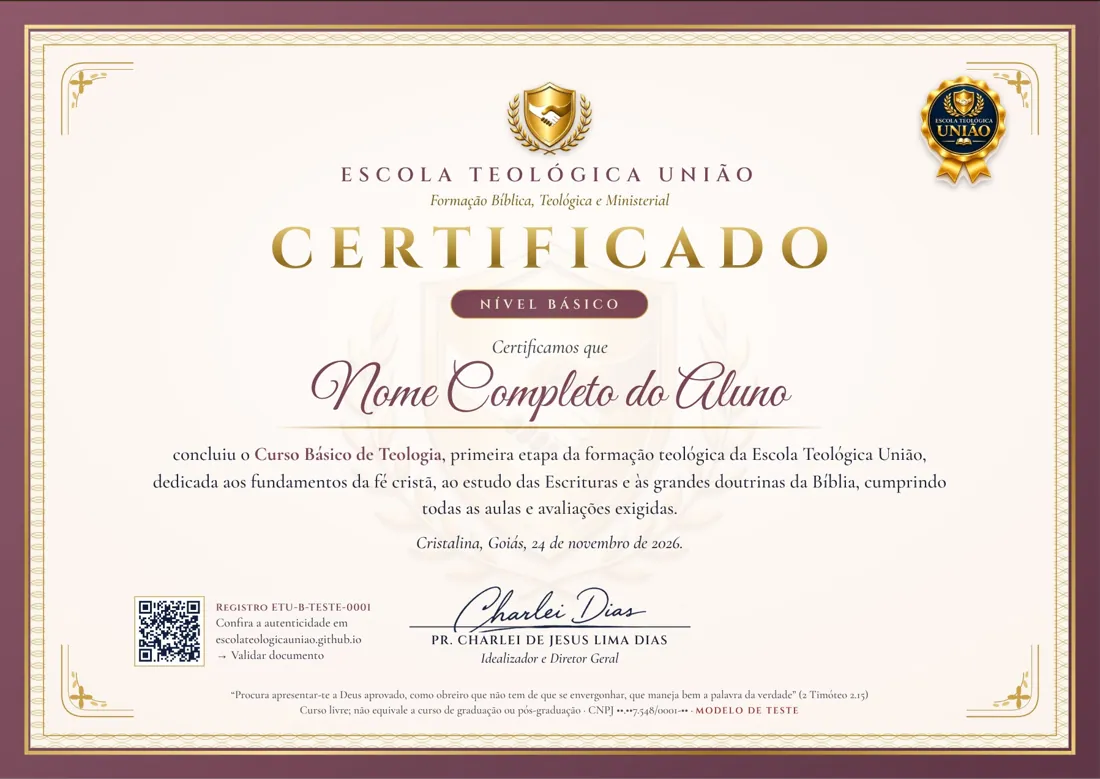 ESCOLA TEOLÓGICA
UNIÃO
ESCOLA TEOLÓGICA UNIÃO
Formação Bíblica, Teológica e Ministerial
CERTIFICADO
NÍVEL BÁSICO
Certificamos que
Nome Completo do Aluno
concluiu o Curso Básico de Teologia, primeira etapa da formação teológica da Escola Teológica União,
dedicada aos fundamentos da fé cristã, ao estudo das Escrituras e às grandes doutrinas da Bíblia, cumprindo
todas as aulas e avaliações exigidas.
Cristalina, Goiás, 24 de novembro de 2026.
REGISTRO ETU-B-TESTE-0001
Confira a autenticidade em
escolateologicauniao.github.io
→ Validar documento
Charlei Dias
PR. CHARLEI DE JESUS LIMA DIAS
Idealizador e Diretor Geral
“Procura apresentar-te a Deus aprovado, como obreiro que não tem de que se envergonhar, que maneja bem a palavra da verdade” (2 Timóteo 2.15)
Curso livre; não equivale a curso de graduação ou pós-graduação · CNPJ ••.••7.548/0001-•• · MODELO DE TESTE